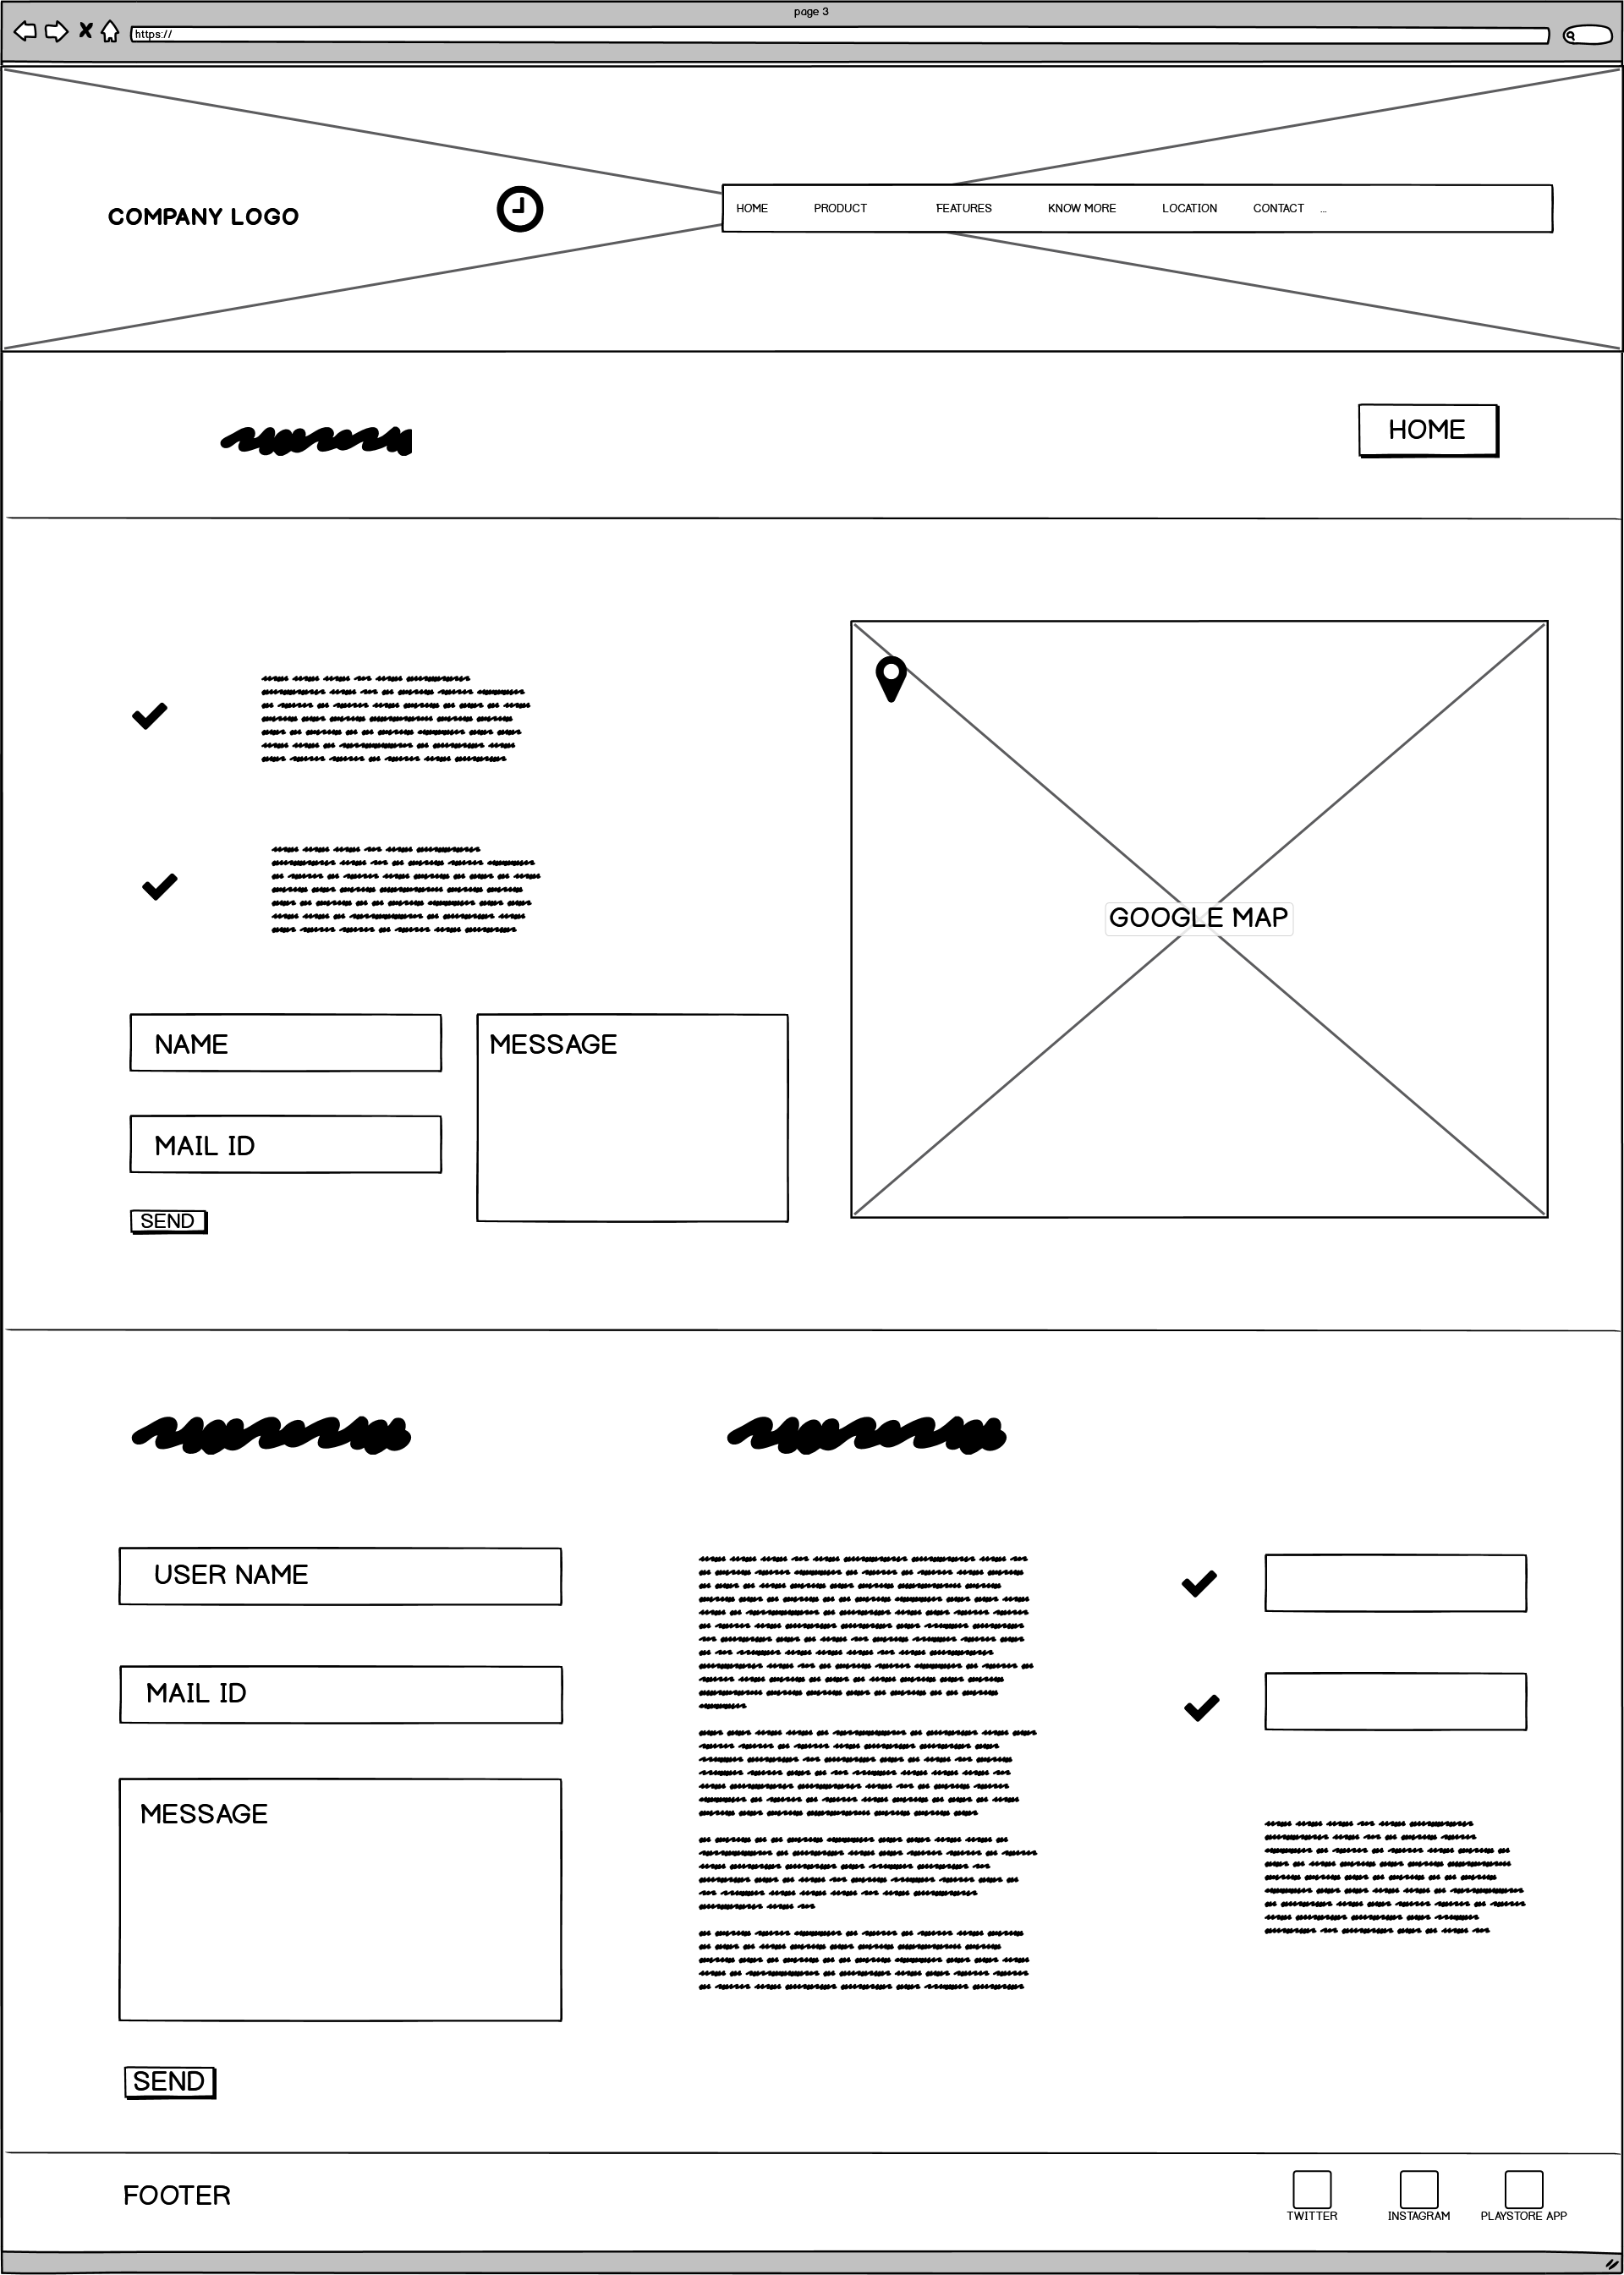 page 3
https://
COMPANY LOGO
HOME PRODUCT FEATURES KNOW MORE LOCATION CONTACT ...
HOME
GOOGLE MAP
NAME
MESSAGE
MAIL ID
SEND
USER NAME
MAIL ID
MESSAGE
SEND
FOOTER
TWITTER INSTAGRAM PLAYSTORE APP